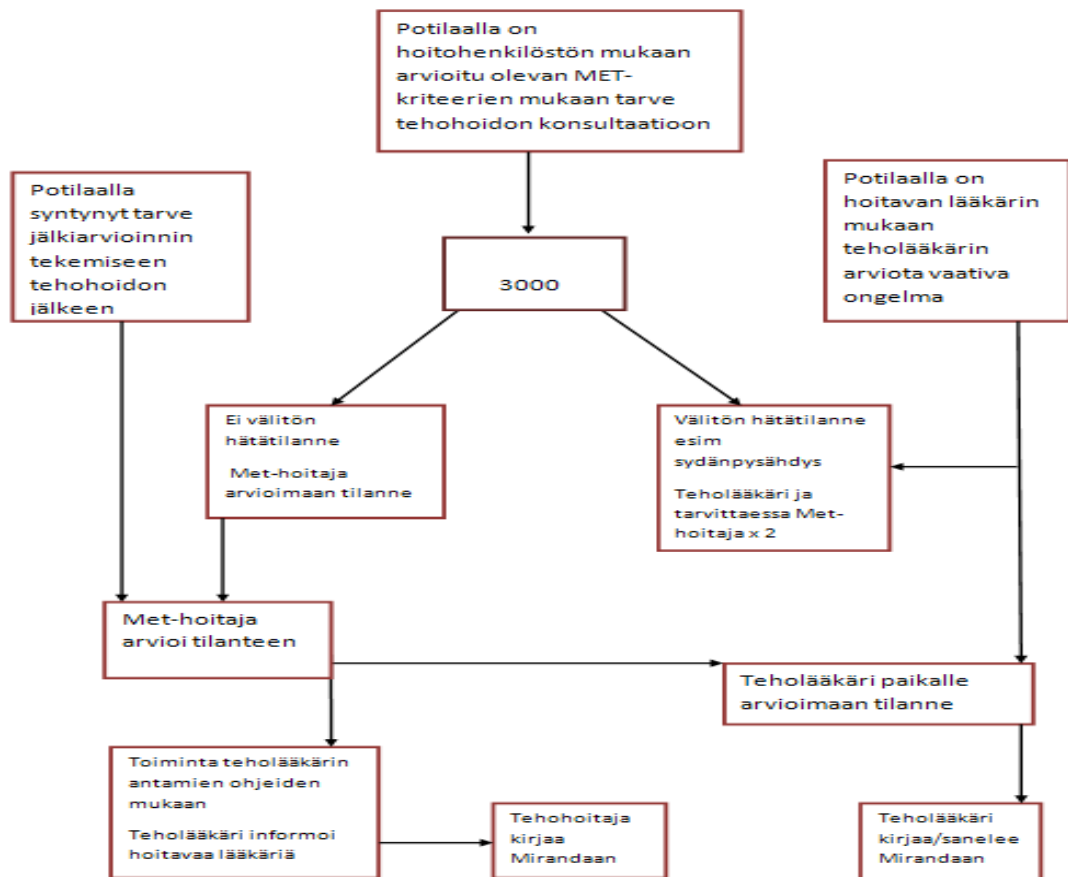 Potilaalla on
hoitohenkilöstön mukaan
arvioitu olevan MET-
kriteerien mukaan tarve
tehohoidon konsultaatioon
Potilaalla
syntynyt tarve
jälkiarvioinnin
tekemiseen
tehohoidon
jälkeen
Potilaalla on
hoitavan lääkärin
mukaan
teholääkärin
arviota vaativa
ongelma
3000
Ei välitön
hätätilanne
Met-hoitaja
arvioimaan tilanne
Välitön hätätilanne
esim
sydänpysähdys
Teholääkäri ja
tarvittaessa Met-
hoitaja x 2
Met-hoitaja
arvioi tilanteen
Teholääkäri paikalle
arvioimaan tilanne
Toiminta teholääkärin
antamien ohjeiden
mukaan
Teholääkäri informoi
hoitavaa lääkäriä
Tehohoitaja
kirjaa
Mirandaan
Teholääkäri
kirjaa/sanelee
Mirandaan